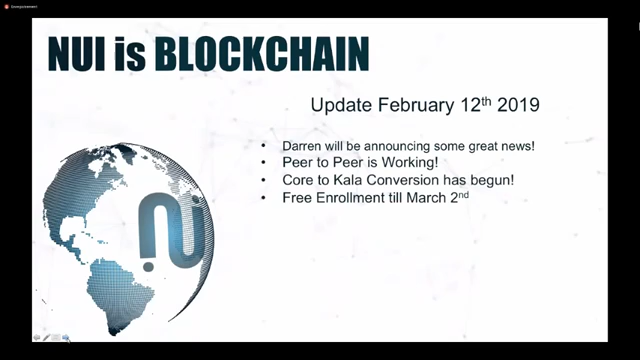 NUI is BLOCKCHAIN
Update February 12th 2019
• Darren will be announcing some great news!
• Peer to Peer is Working!
• Core to Kala Conversion has begun!
• Free Enrollment till March 2nd
nui